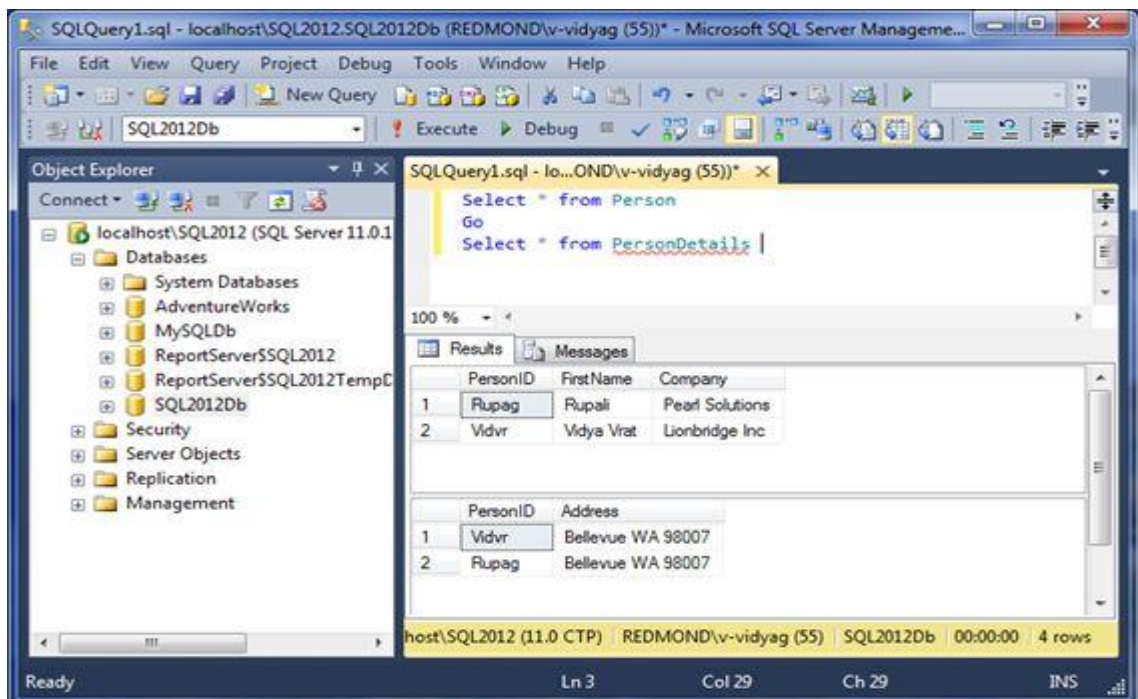 SQLQuery1.sql - localhost\SQL2012.SQL2012Db (REDMOND\v-vidyag (55))* - Microsoft SQL Server Manageme...
File Edit View Query Project Debug Tools Window Help
New Query
SQL2012Db
Execute Debug
Object Explorer
Connect
localhost\SQL2012 (SQL Server 11.0.1
Databases
System Databases
AdventureWorks
MySQLDb
ReportServer$SQL2012
ReportServer$SQL2012TempD
SQL2012Db
Security
Server Objects
Replication
Management
SQLQuery1.sql - lo...OND\v-vidyag (55))*
Select * from Person
Go
Select * from PersonDetails
100 %
Results Messages
PersonID FirstName Company
1 Rupag Rupali Pearl Solutions
2 Vidvr Vidya Vrat Lionbridge Inc
PersonID Address
1 Vidvr Bellevue WA 98007
2 Rupag Bellevue WA 98007
host\SQL2012 (11.0 CTP) REDMOND\v-vidyag (55) SQL2012Db 00:00:00 4 rows
Ready Ln 3 Col 29 Ch 29 INS